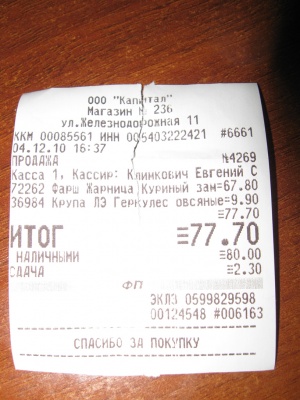 ООО "Капитал"
Магазин № 236
ул.Железнодорожная 11
ККМ 00085561 ИНН 005403222421 #6661
04.12.10 16:37
ПРОДАЖА №4269
Касса 1, Кассир: Клинкович Евгений С
72262 Фарш Жарница Куриный зам=67.80
36984 Крупа ЛЭ Геркулес овсяные=9.90
≡77.70
ИТОГ ≡77.70
НАЛИЧНЫМИ ≡80.00
СДАЧА ≡2.30
ФП
ЭКЛЗ 0599829598
00124548 #006163
СПАСИБО ЗА ПОКУПКУ